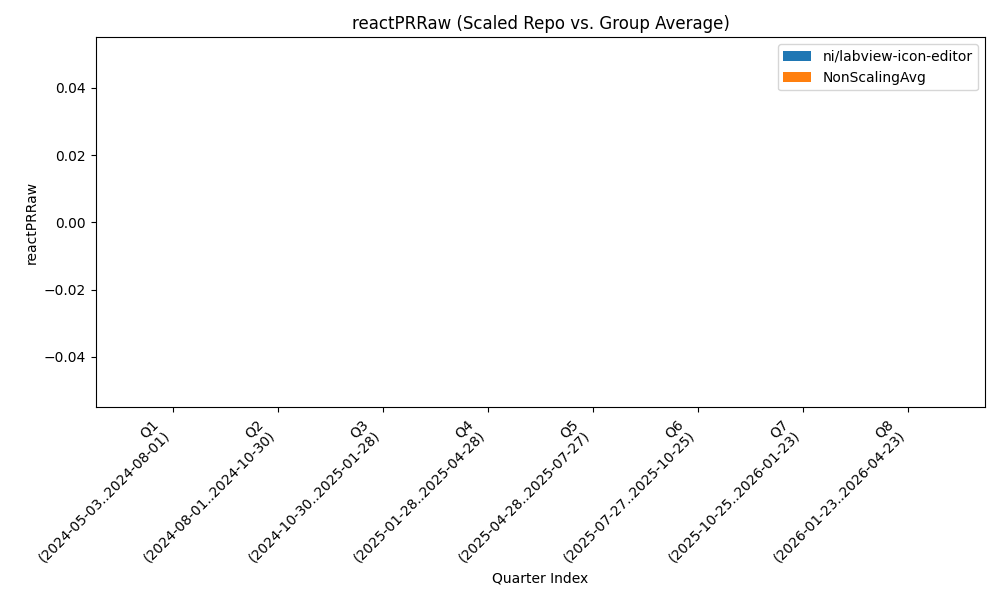 reactPRRaw (Scaled Repo vs. Group Average)
ni/labview-icon-editor
NonScalingAvg
reactPRRaw
0.04
0.02
0.00
−0.02
−0.04
Q1
(2024-05-03..2024-08-01)
Q2
(2024-08-01..2024-10-30)
Q3
(2024-10-30..2025-01-28)
Q4
(2025-01-28..2025-04-28)
Q5
(2025-04-28..2025-07-27)
Q6
(2025-07-27..2025-10-25)
Q7
(2025-10-25..2026-01-23)
Q8
(2026-01-23..2026-04-23)
Quarter Index